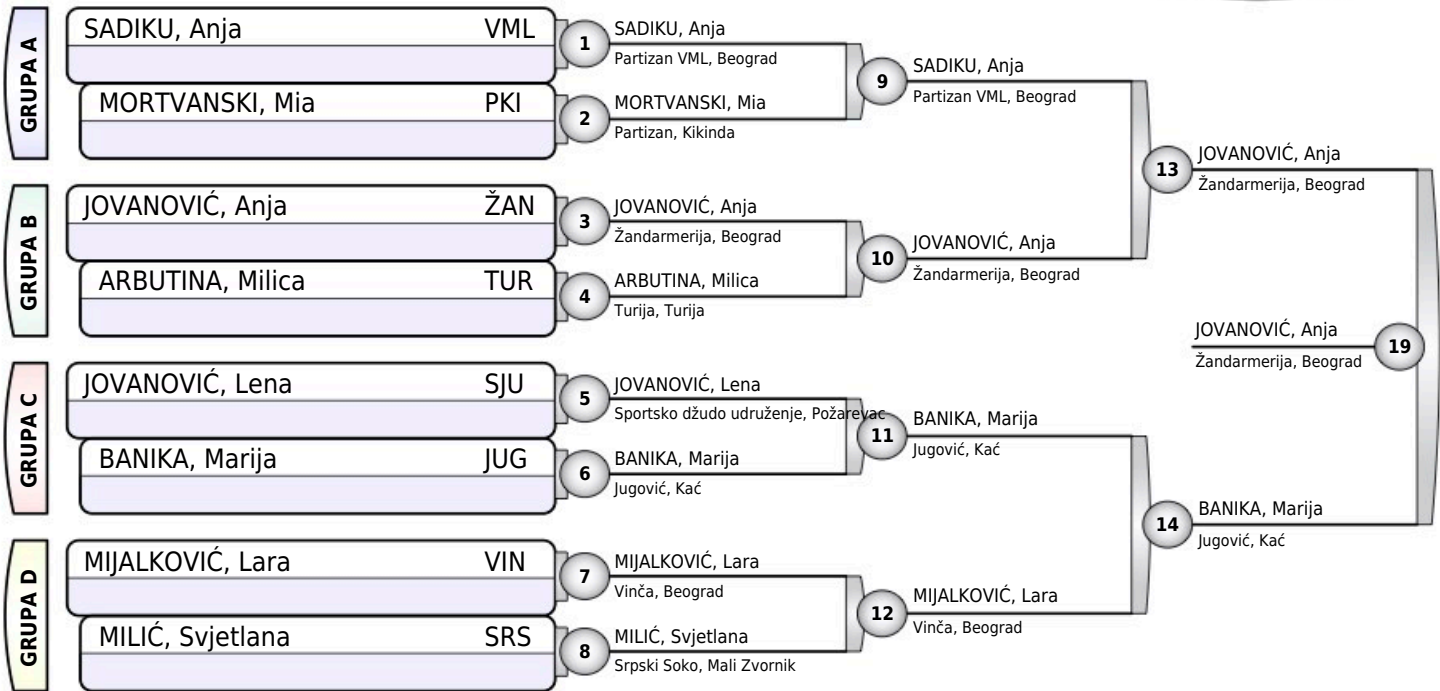 GRUPA A
SADIKU, Anja VML
MORTVANSKI, Mia PKI
1
SADIKU, Anja
Partizan VML, Beograd
2
MORTVANSKI, Mia
Partizan, Kikinda
9
SADIKU, Anja
Partizan VML, Beograd
GRUPA B
JOVANOVIĆ, Anja ŽAN
ARBUTINA, Milica TUR
3
JOVANOVIĆ, Anja
Žandarmerija, Beograd
4
ARBUTINA, Milica
Turija, Turija
10
JOVANOVIĆ, Anja
Žandarmerija, Beograd
13
JOVANOVIĆ, Anja
Žandarmerija, Beograd
GRUPA C
JOVANOVIĆ, Lena SJU
BANIKA, Marija JUG
5
JOVANOVIĆ, Lena
Sportsko džudo udruženje, Požarevac
6
BANIKA, Marija
Jugović, Kać
11
BANIKA, Marija
Jugović, Kać
GRUPA D
MIJALKOVIĆ, Lara VIN
MILIĆ, Svjetlana SRS
7
MIJALKOVIĆ, Lara
Vinča, Beograd
8
MILIĆ, Svjetlana
Srpski Soko, Mali Zvornik
12
MIJALKOVIĆ, Lara
Vinča, Beograd
14
BANIKA, Marija
Jugović, Kać
JOVANOVIĆ, Anja
Žandarmerija, Beograd
19